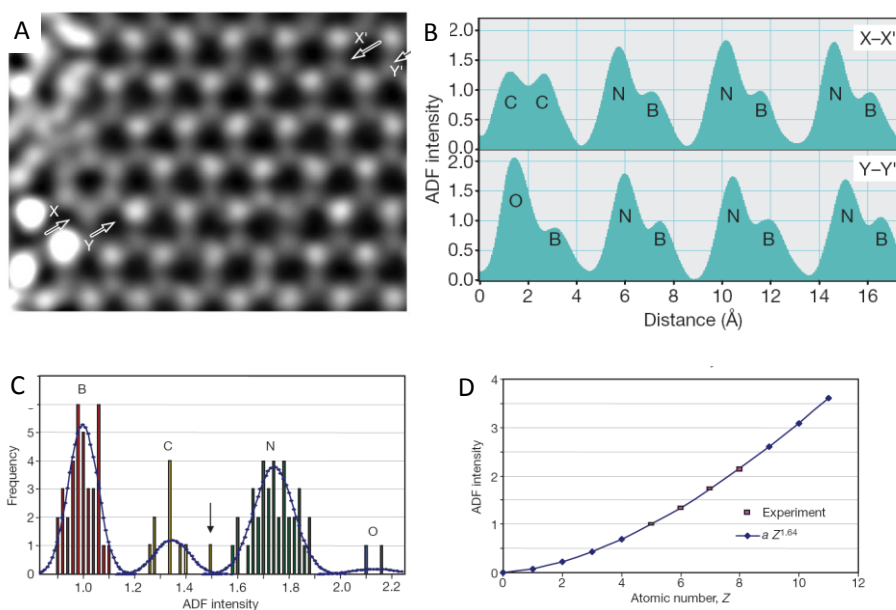 A
X'
Y'
X
Y
B
ADF intensity
2.0
1.5
1.0
0.5
0.0
X–X'
C C N B N B N B
2.0
1.5
1.0
0.5
0.0
Y–Y'
O B N B N B N B
0 2 4 6 8 10 12 14 16
Distance (Å)
C
Frequency
5
4
3
2
1
0
B
C
N
O
1.0 1.2 1.4 1.6 1.8 2.0 2.2
ADF intensity
D
ADF intensity
4
3
2
1
0
Experiment
a Z1.64
0 2 4 6 8 10 12
Atomic number, Z